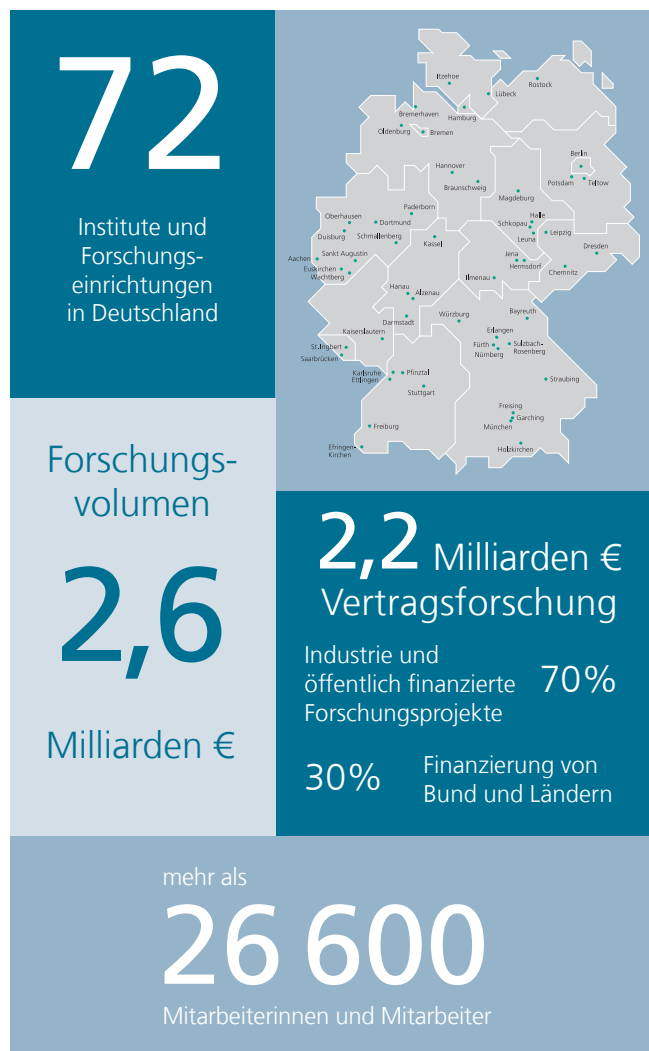 72
Institute und
Forschungs-
einrichtungen
in Deutschland
Itzehoe
Rostock
Lübeck
Bremerhaven
Hamburg
Oldenburg
Bremen
Berlin
Hannover
Potsdam
Teltow
Braunschweig
Magdeburg
Paderborn
Oberhausen
Dortmund
Halle
Schkopau
Duisburg
Schmallenberg
Leuna
Leipzig
Kassel
Dresden
Aachen
Sankt Augustin
Jena
Euskirchen
Hermsdorf
Chemnitz
Wachtberg
Ilmenau
Hanau
Alzenau
Darmstadt
Würzburg
Bayreuth
Kaiserslautern
Erlangen
St.Ingbert
Fürth
Sulzbach-
Rosenberg
Saarbrücken
Nürnberg
Karlsruhe
Pfinztal
Ettlingen
Straubing
Stuttgart
Freising
Garching
Freiburg
München
Efringen-
Kirchen
Holzkirchen
Forschungs-
volumen
2,6
Milliarden €
2,2 Milliarden €
Vertragsforschung
Industrie und
öffentlich finanzierte 70%
Forschungsprojekte
30% Finanzierung von
Bund und Ländern
mehr als
26 600
Mitarbeiterinnen und Mitarbeiter